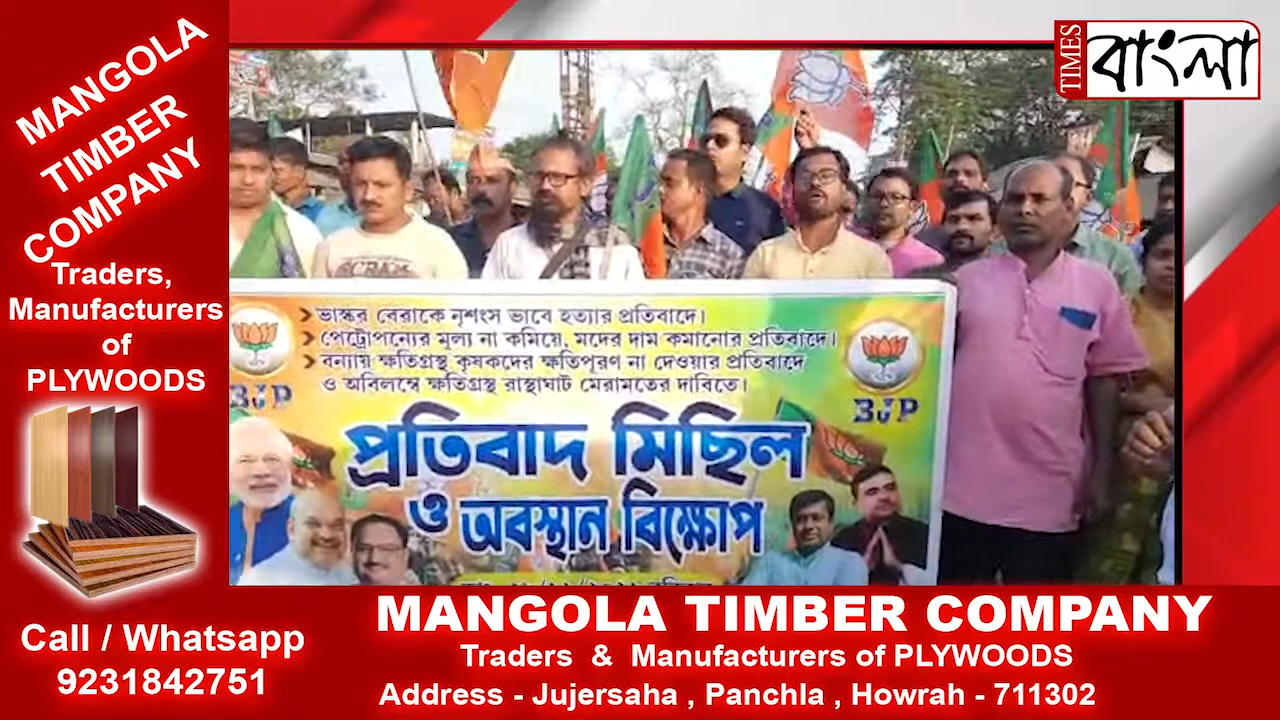 MANGOLA
TIMBER
COMPANY
Traders,
Manufacturers
of
PLYWOODS
Call / Whatsapp
9231842751
TIMES
বাংলা
ভাস্কর বেরাকে নৃশংস ভাবে হত্যার প্রতিবাদে।
পেট্রোপন্যের মূল্য না কমিয়ে, মদের দাম কমানোর প্রতিবাদে।
বন্যায় ক্ষতিগ্রস্থ কৃষকদের ক্ষতিপূরণ না দেওয়ার প্রতিবাদে
ও অবিলম্বে ক্ষতিগ্রস্থ রাস্থাঘাট মেরামতের দাবিতে।
BJP
BJP
প্রতিবাদ মিছিল
ও অবস্থান বিক্ষোপ
MANGOLA TIMBER COMPANY
Traders & Manufacturers of PLYWOODS
Address - Jujersaha , Panchla , Howrah - 711302